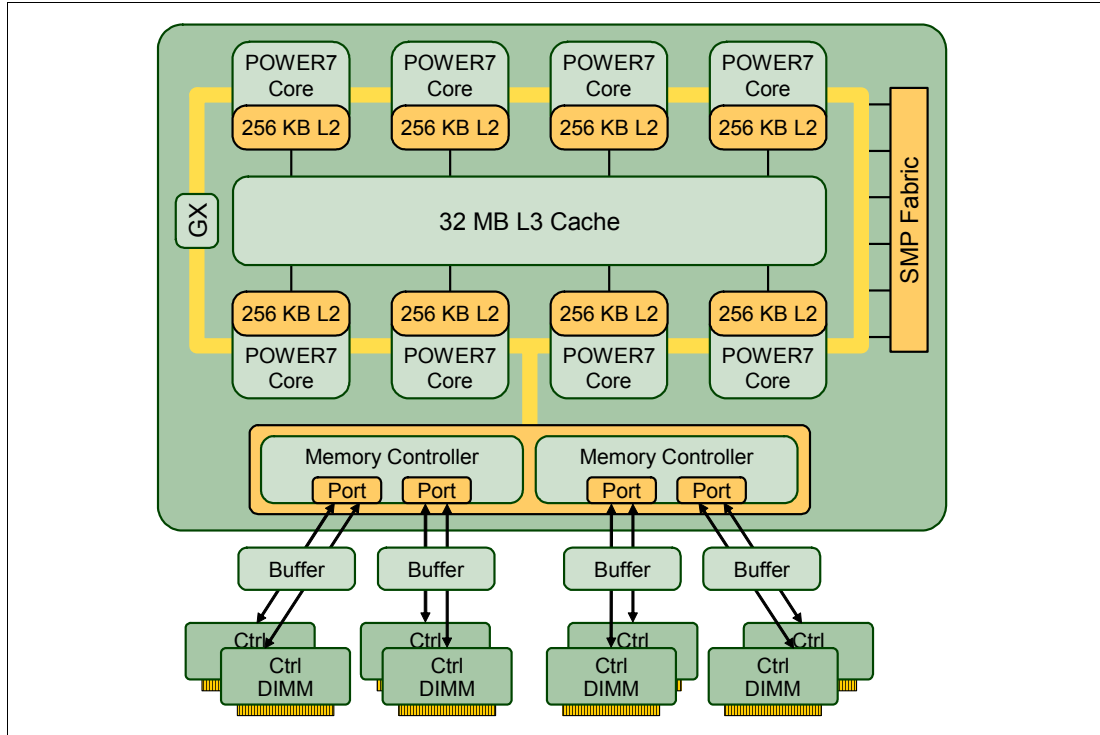 POWER7
Core
POWER7
Core
POWER7
Core
POWER7
Core
256 KB L2
256 KB L2
256 KB L2
256 KB L2
GX
32 MB L3 Cache
SMP Fabric
256 KB L2
256 KB L2
256 KB L2
256 KB L2
POWER7
Core
POWER7
Core
POWER7
Core
POWER7
Core
Memory Controller
Memory Controller
Port
Port
Port
Port
Buffer
Buffer
Buffer
Buffer
Ctrl
Ctrl
Ctrl
Ctrl
Ctrl
DIMM
Ctrl
DIMM
Ctrl
DIMM
Ctrl
DIMM